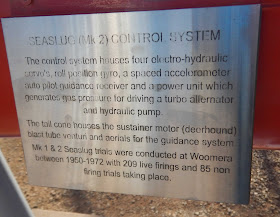 SEASLUG (Mk 2) CONTROL SYSTEM
The control system houses four electro-hydraulic
servo's, roll position gyro, a spaced accelerometer
auto pilot guidance receiver and a power unit which
generates gas pressure for driving a turbo alternator
and hydraulic pump.
The tail cone houses the sustainer motor (deerhound)
blast tube venturi and aerials for the guidance system
Mk 1 & 2 Seaslug trials were conducted at Woomera
between 1950-1972 with 209 live firings and 85 non
firing trials taking place.